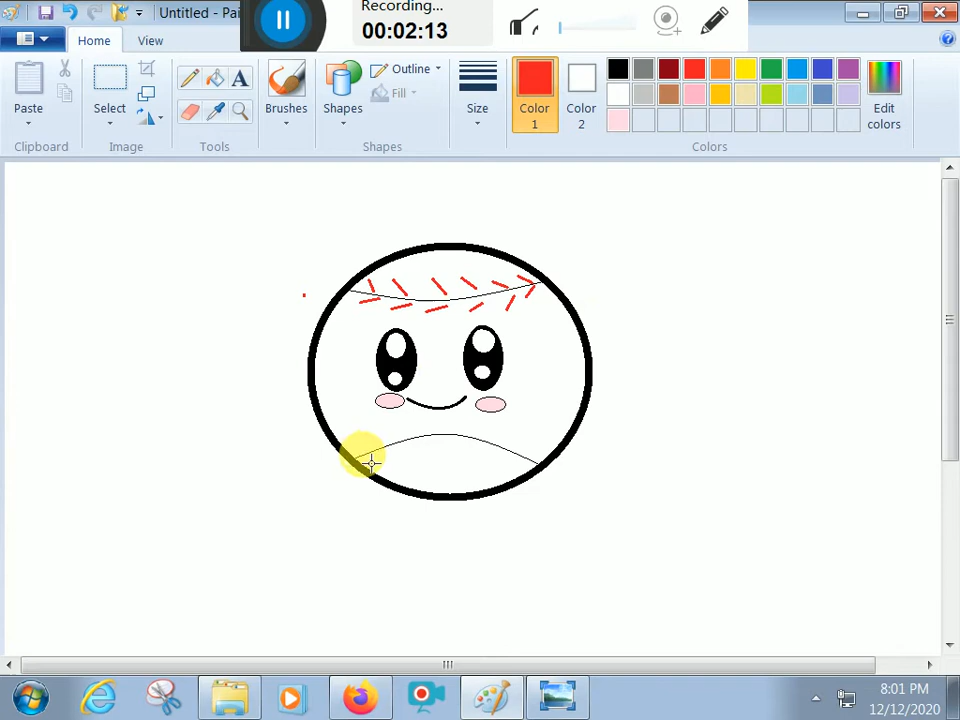 Untitled - Pai
Recording...
00:02:13
Home
View
Paste
Select
Shapes
Brushes
Outline
Fill
Size
Color 1
Color 2
Edit colors
Clipboard
Image
Tools
Shapes
Colors
8:01 PM
12/12/2020